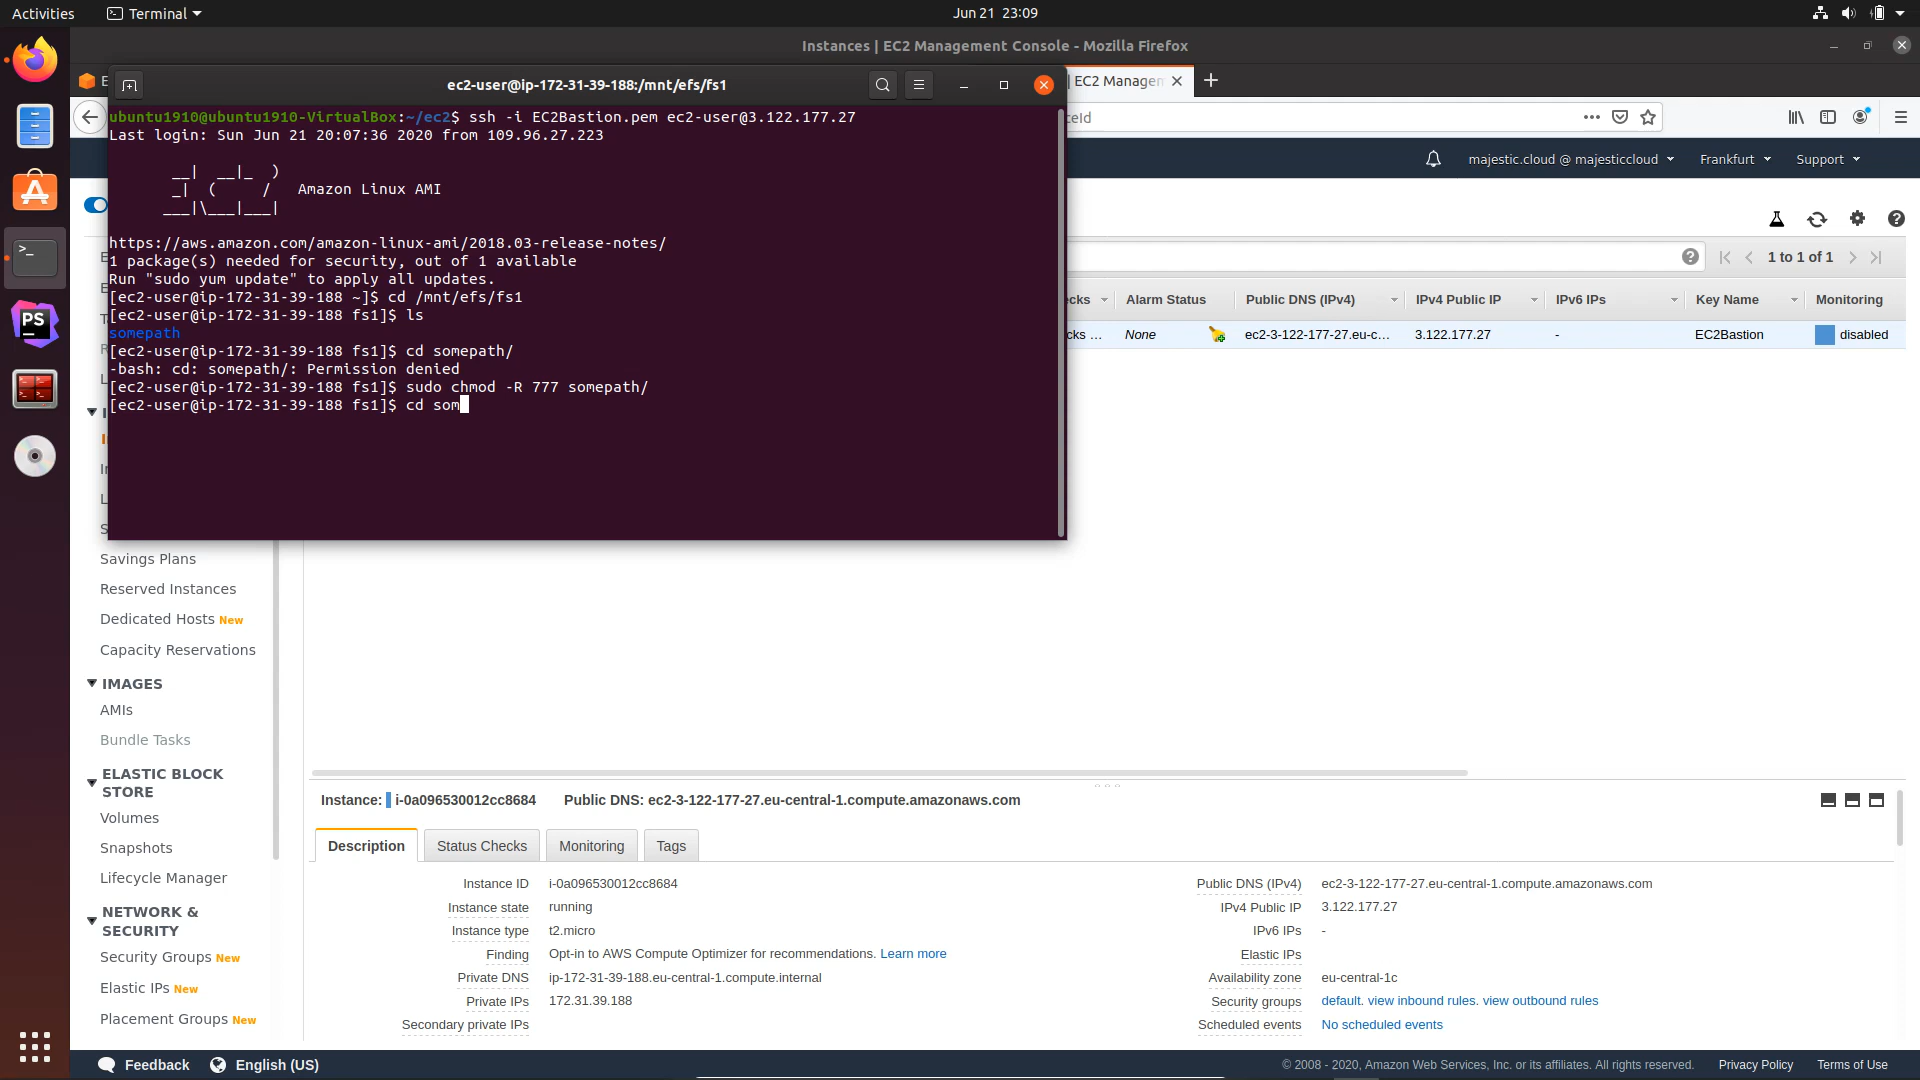 Activities
Terminal
Jun 21 23:09
Instances | EC2 Management Console - Mozilla Firefox
ec2-user@ip-172-31-39-188:/mnt/efs/fs1
EC2 Managem
ubuntu1910@ubuntu1910-VirtualBox:~/ec2$ ssh -i EC2Bastion.pem ec2-user@3.122.177.27
Last login: Sun Jun 21 20:07:36 2020 from 109.96.27.223
__| __|_ )
_| ( / Amazon Linux AMI
___|\___|___|
https://aws.amazon.com/amazon-linux-ami/2018.03-release-notes/
1 package(s) needed for security, out of 1 available
Run "sudo yum update" to apply all updates.
[ec2-user@ip-172-31-39-188 ~]$ cd /mnt/efs/fs1
[ec2-user@ip-172-31-39-188 fs1]$ ls
somepath
[ec2-user@ip-172-31-39-188 fs1]$ cd somepath/
-bash: cd: somepath/: Permission denied
[ec2-user@ip-172-31-39-188 fs1]$ sudo chmod -R 777 somepath/
[ec2-user@ip-172-31-39-188 fs1]$ cd som
ceId
majestic.cloud @ majesticcloud
Frankfurt
Support
1 to 1 of 1
cks
Alarm Status
Public DNS (IPv4)
IPv4 Public IP
IPv6 IPs
Key Name
Monitoring
cks ...
None
ec2-3-122-177-27.eu-c...
3.122.177.27
-
EC2Bastion
disabled
PS
Savings Plans
Reserved Instances
Dedicated Hosts New
Capacity Reservations
IMAGES
AMIs
Bundle Tasks
ELASTIC BLOCK
STORE
Volumes
Snapshots
Lifecycle Manager
NETWORK &
SECURITY
Security Groups New
Elastic IPs New
Placement Groups New
Instance: i-0a096530012cc8684 Public DNS: ec2-3-122-177-27.eu-central-1.compute.amazonaws.com
Description
Status Checks
Monitoring
Tags
Instance ID i-0a096530012cc8684
Instance state running
Instance type t2.micro
Finding Opt-in to AWS Compute Optimizer for recommendations. Learn more
Private DNS ip-172-31-39-188.eu-central-1.compute.internal
Private IPs 172.31.39.188
Secondary private IPs
Public DNS (IPv4) ec2-3-122-177-27.eu-central-1.compute.amazonaws.com
IPv4 Public IP 3.122.177.27
IPv6 IPs -
Elastic IPs
Availability zone eu-central-1c
Security groups default. view inbound rules. view outbound rules
Scheduled events No scheduled events
Feedback
English (US)
© 2008 - 2020, Amazon Web Services, Inc. or its affiliates. All rights reserved.
Privacy Policy
Terms of Use